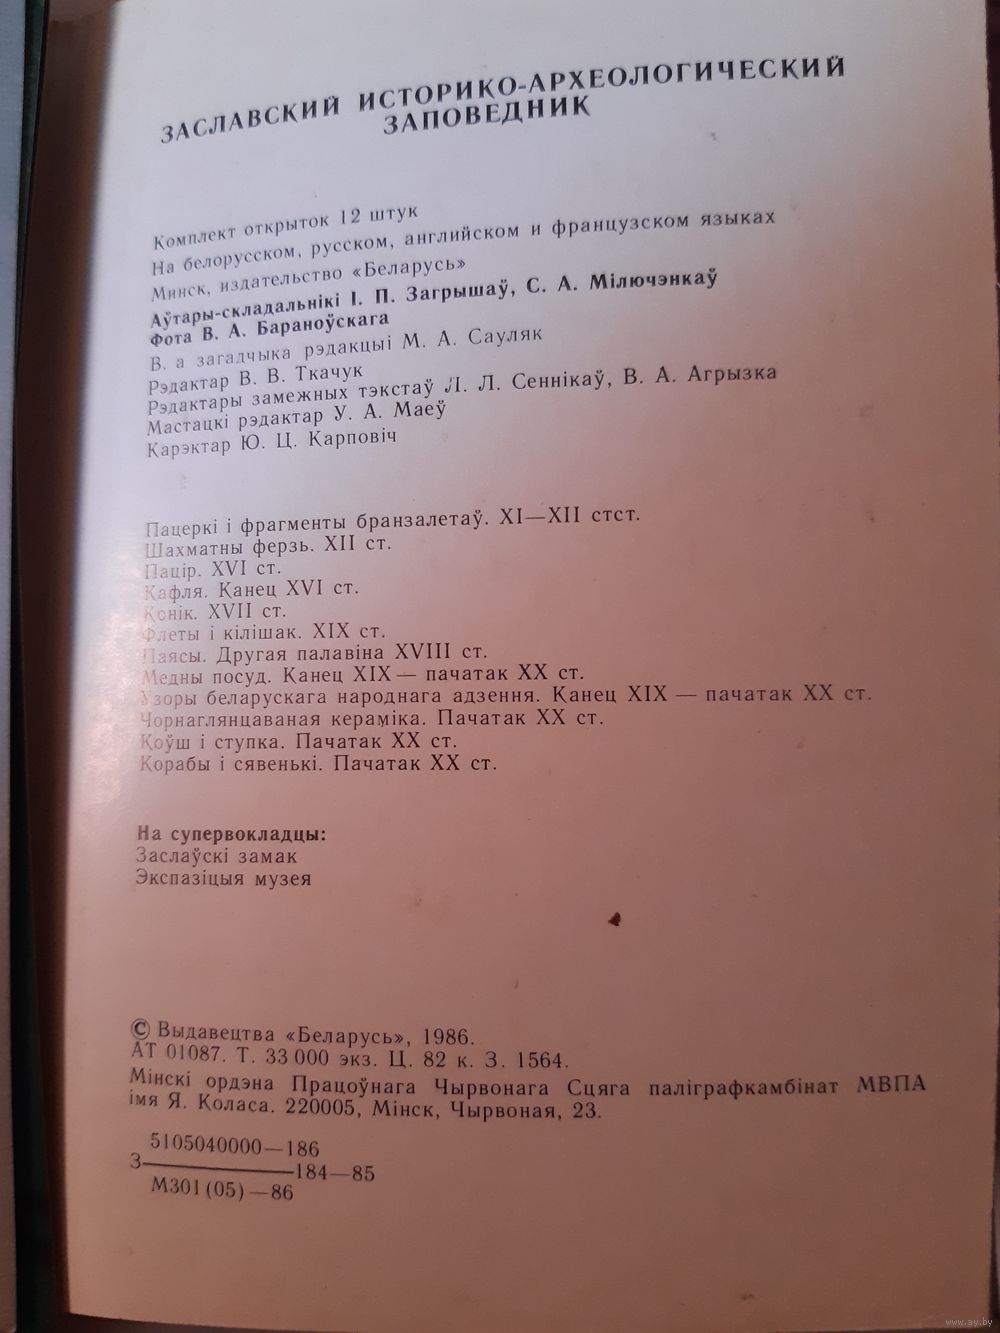 ЗАСЛАВСКИЙ ИСТОРИКО-АРХЕОЛОГИЧЕСКИЙ
ЗАПОВЕДНИК
Комплект открыток 12 штук
На белорусском, русском, английском и французском языках
Минск, издательство «Беларусь»
Аўтары-складальнікі І. П. Загрышаў, С. А. Мілючэнкаў
Фота В. А. Бараноўскага
В. а загадчыка рэдакцыі М. А. Сауляк
Рэдактар В. В. Ткачук
Рэдактары замежных тэкстаў Л. Л. Сеннікаў, В. А. Агрызка
Мастацкі рэдактар У. А. Маеў
Карэктар Ю. Ц. Карповіч
Пацеркі і фрагменты бранзалетаў. XI—XII стст.
Шахматны ферзь. XII ст.
Пацір. XVI ст.
Кафля. Канец XVI ст.
Конік. XVII ст.
Флеты і кілішак. XIX ст.
Паясы. Другая палавіна XVIII ст.
Медны посуд. Канец XIX — пачатак XX ст.
Узоры беларускага народнага адзення. Канец XIX — пачатак XX ст.
Чорнаглянцаваная кераміка. Пачатак XX ст.
Коўш і ступка. Пачатак XX ст.
Корабы і сявенькі. Пачатак XX ст.
На супервокладцы:
Заслаўскі замак
Экспазіцыя музея
© Выдавецтва «Беларусь», 1986.
АТ 01087. Т. 33 000 экз. Ц. 82 к. З. 1564.
Мінскі ордэна Працоўнага Чырвонага Сцяга паліграфкамбінат МВПА
імя Я. Коласа. 220005, Мінск, Чырвоная, 23.
5105040000—186
З———184—85
М301(05)—86
www.ay.by